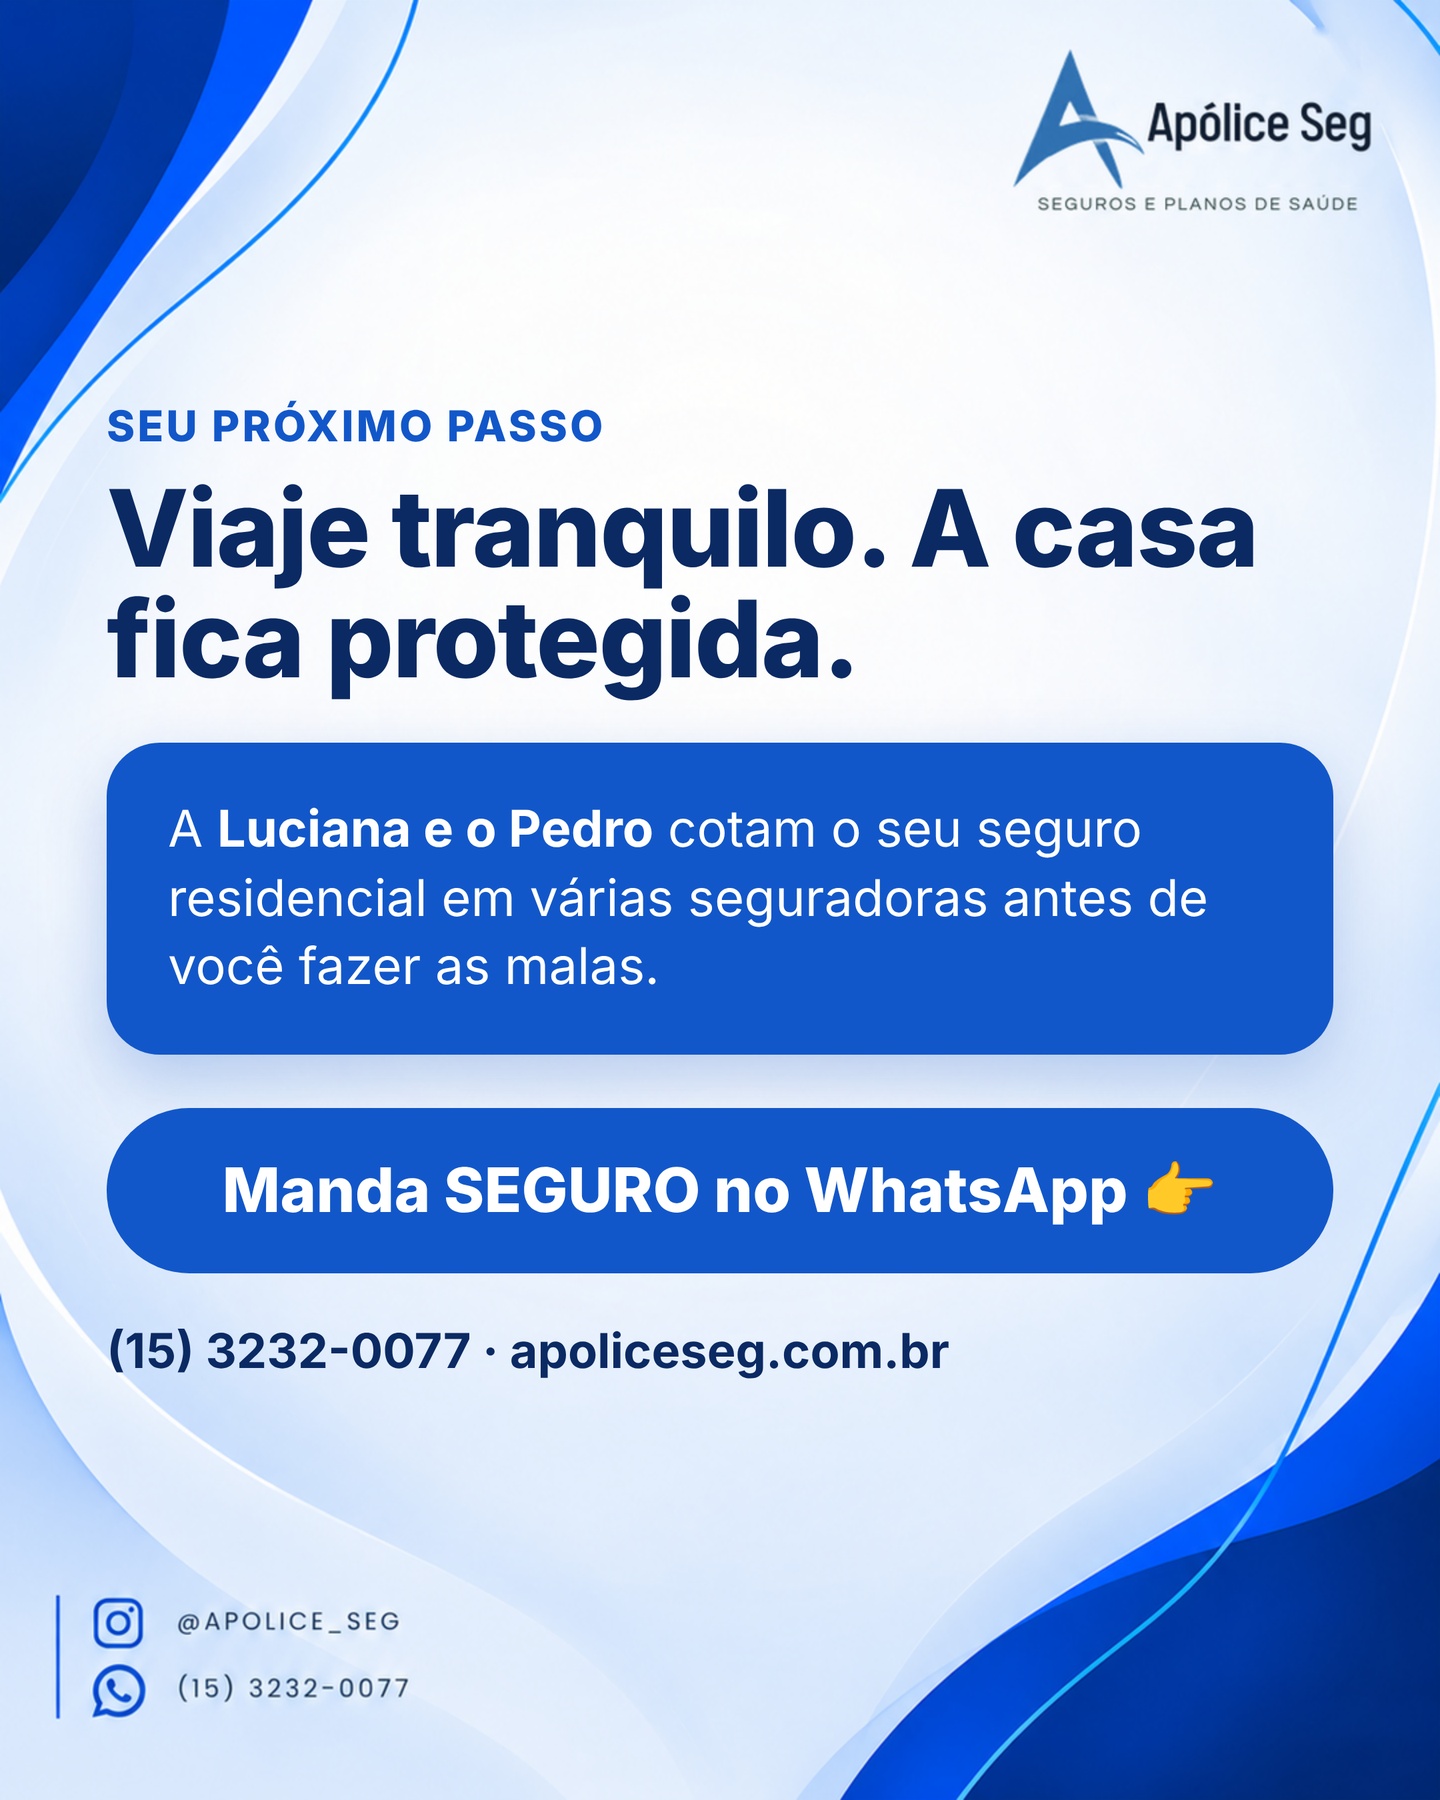 Apólice Seg
SEGUROS E PLANOS DE SAÚDE
SEU PRÓXIMO PASSO
Viaje tranquilo. A casa
fica protegida.
A Luciana e o Pedro cotam o seu seguro
residencial em várias seguradoras antes de
você fazer as malas.
Manda SEGURO no WhatsApp 👉
(15) 3232-0077 · apoliceseg.com.br
@APOLICE_SEG
(15) 3232-0077